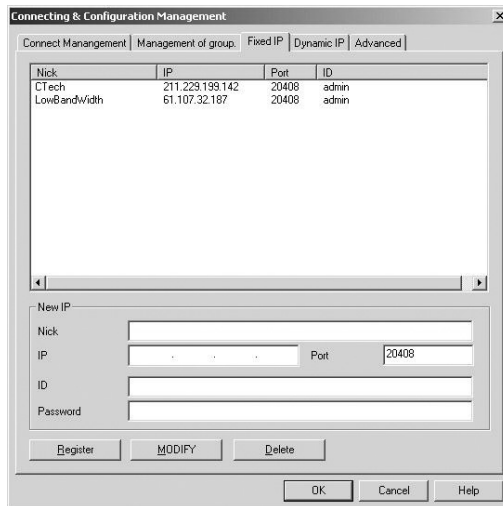 Connecting & Configuration Management
Connect Manangement Management of group. Fixed IP Dynamic IP Advanced
Nick IP Port ID
CTech 211.229.199.142 20408 admin
LowBandWidth 61.107.32.187 20408 admin
New IP
Nick
IP . . . Port 20408
ID
Password
Register MODIFY Delete
OK Cancel Help